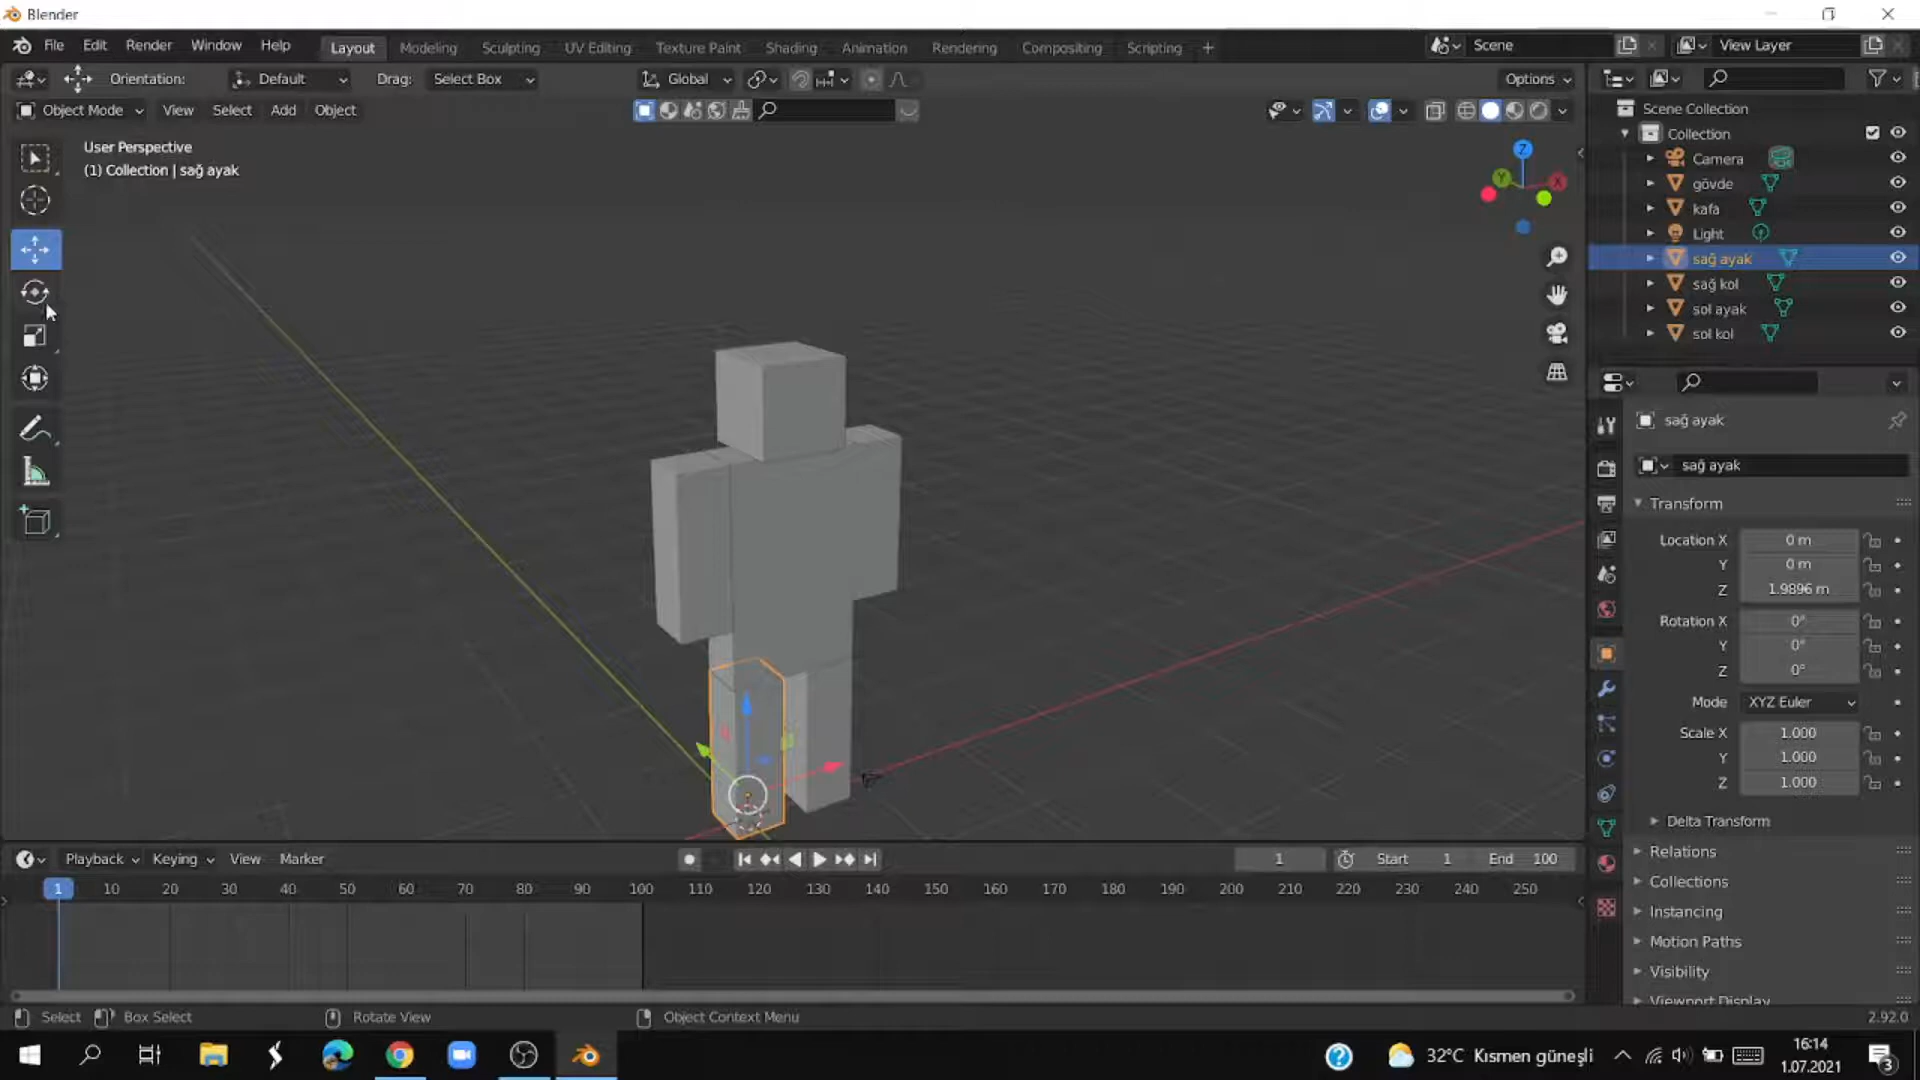 Blender
File Edit Render Window Help Layout Modeling Sculpting UV Editing Texture Paint Shading Animation Rendering Compositing Scripting + Scene View Layer
Orientation: Default Drag: Select Box Global Options
Object Mode View Select Add Object
User Perspective
(1) Collection | sağ ayak
Z
Y
X
Scene Collection
Collection
Camera
gövde
kafa
Light
sağ ayak
sağ kol
sol ayak
sol kol
sağ ayak
sağ ayak
Transform
Location X 0 m
Y 0 m
Z 1.9896 m
Rotation X 0°
Y 0°
Z 0°
Mode XYZ Euler
Scale X 1.000
Y 1.000
Z 1.000
Delta Transform
Relations
Collections
Instancing
Motion Paths
Visibility
Viewport Display
Playback Keying View Marker 1 Start 1 End 100
1 10 20 30 40 50 60 70 80 90 100 110 120 130 140 150 160 170 180 190 200 210 220 230 240 250
Select Box Select Rotate View Object Context Menu 2.92.0
32°C Kısmen güneşli
16:14
1.07.2021
3